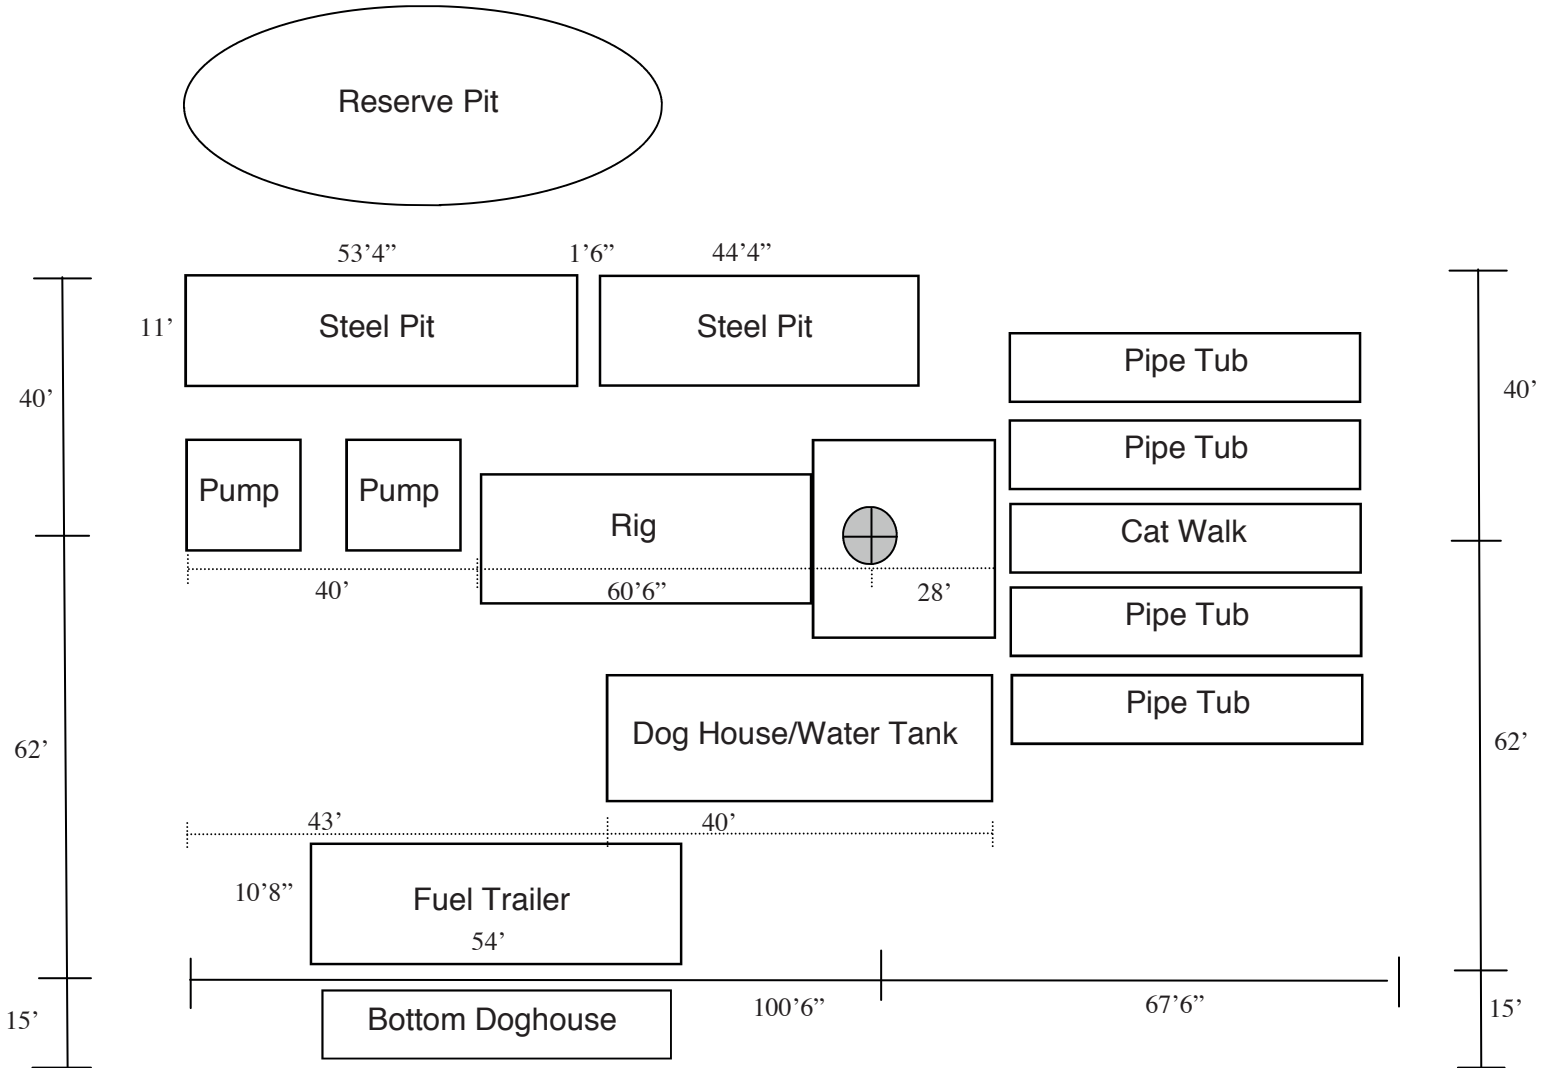 Reserve Pit
53’4”
1’6”
44’4”
11’
Steel Pit
Steel Pit
Pipe Tub
40’
40’
Pipe Tub
Pump
Pump
Rig
Cat Walk
40’
60’6”
28’
Pipe Tub
Pipe Tub
Dog House/Water Tank
62’
62’
43’
40’
10’8”
Fuel Trailer
54’
100’6”
67’6”
15’
Bottom Doghouse
15’